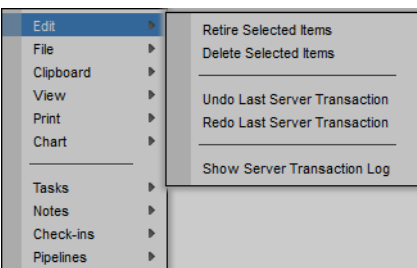 Edit
File
Clipboard
View
Print
Chart
Tasks
Notes
Check-ins
Pipelines
Retire Selected Items
Delete Selected Items
Undo Last Server Transaction
Redo Last Server Transaction
Show Server Transaction Log